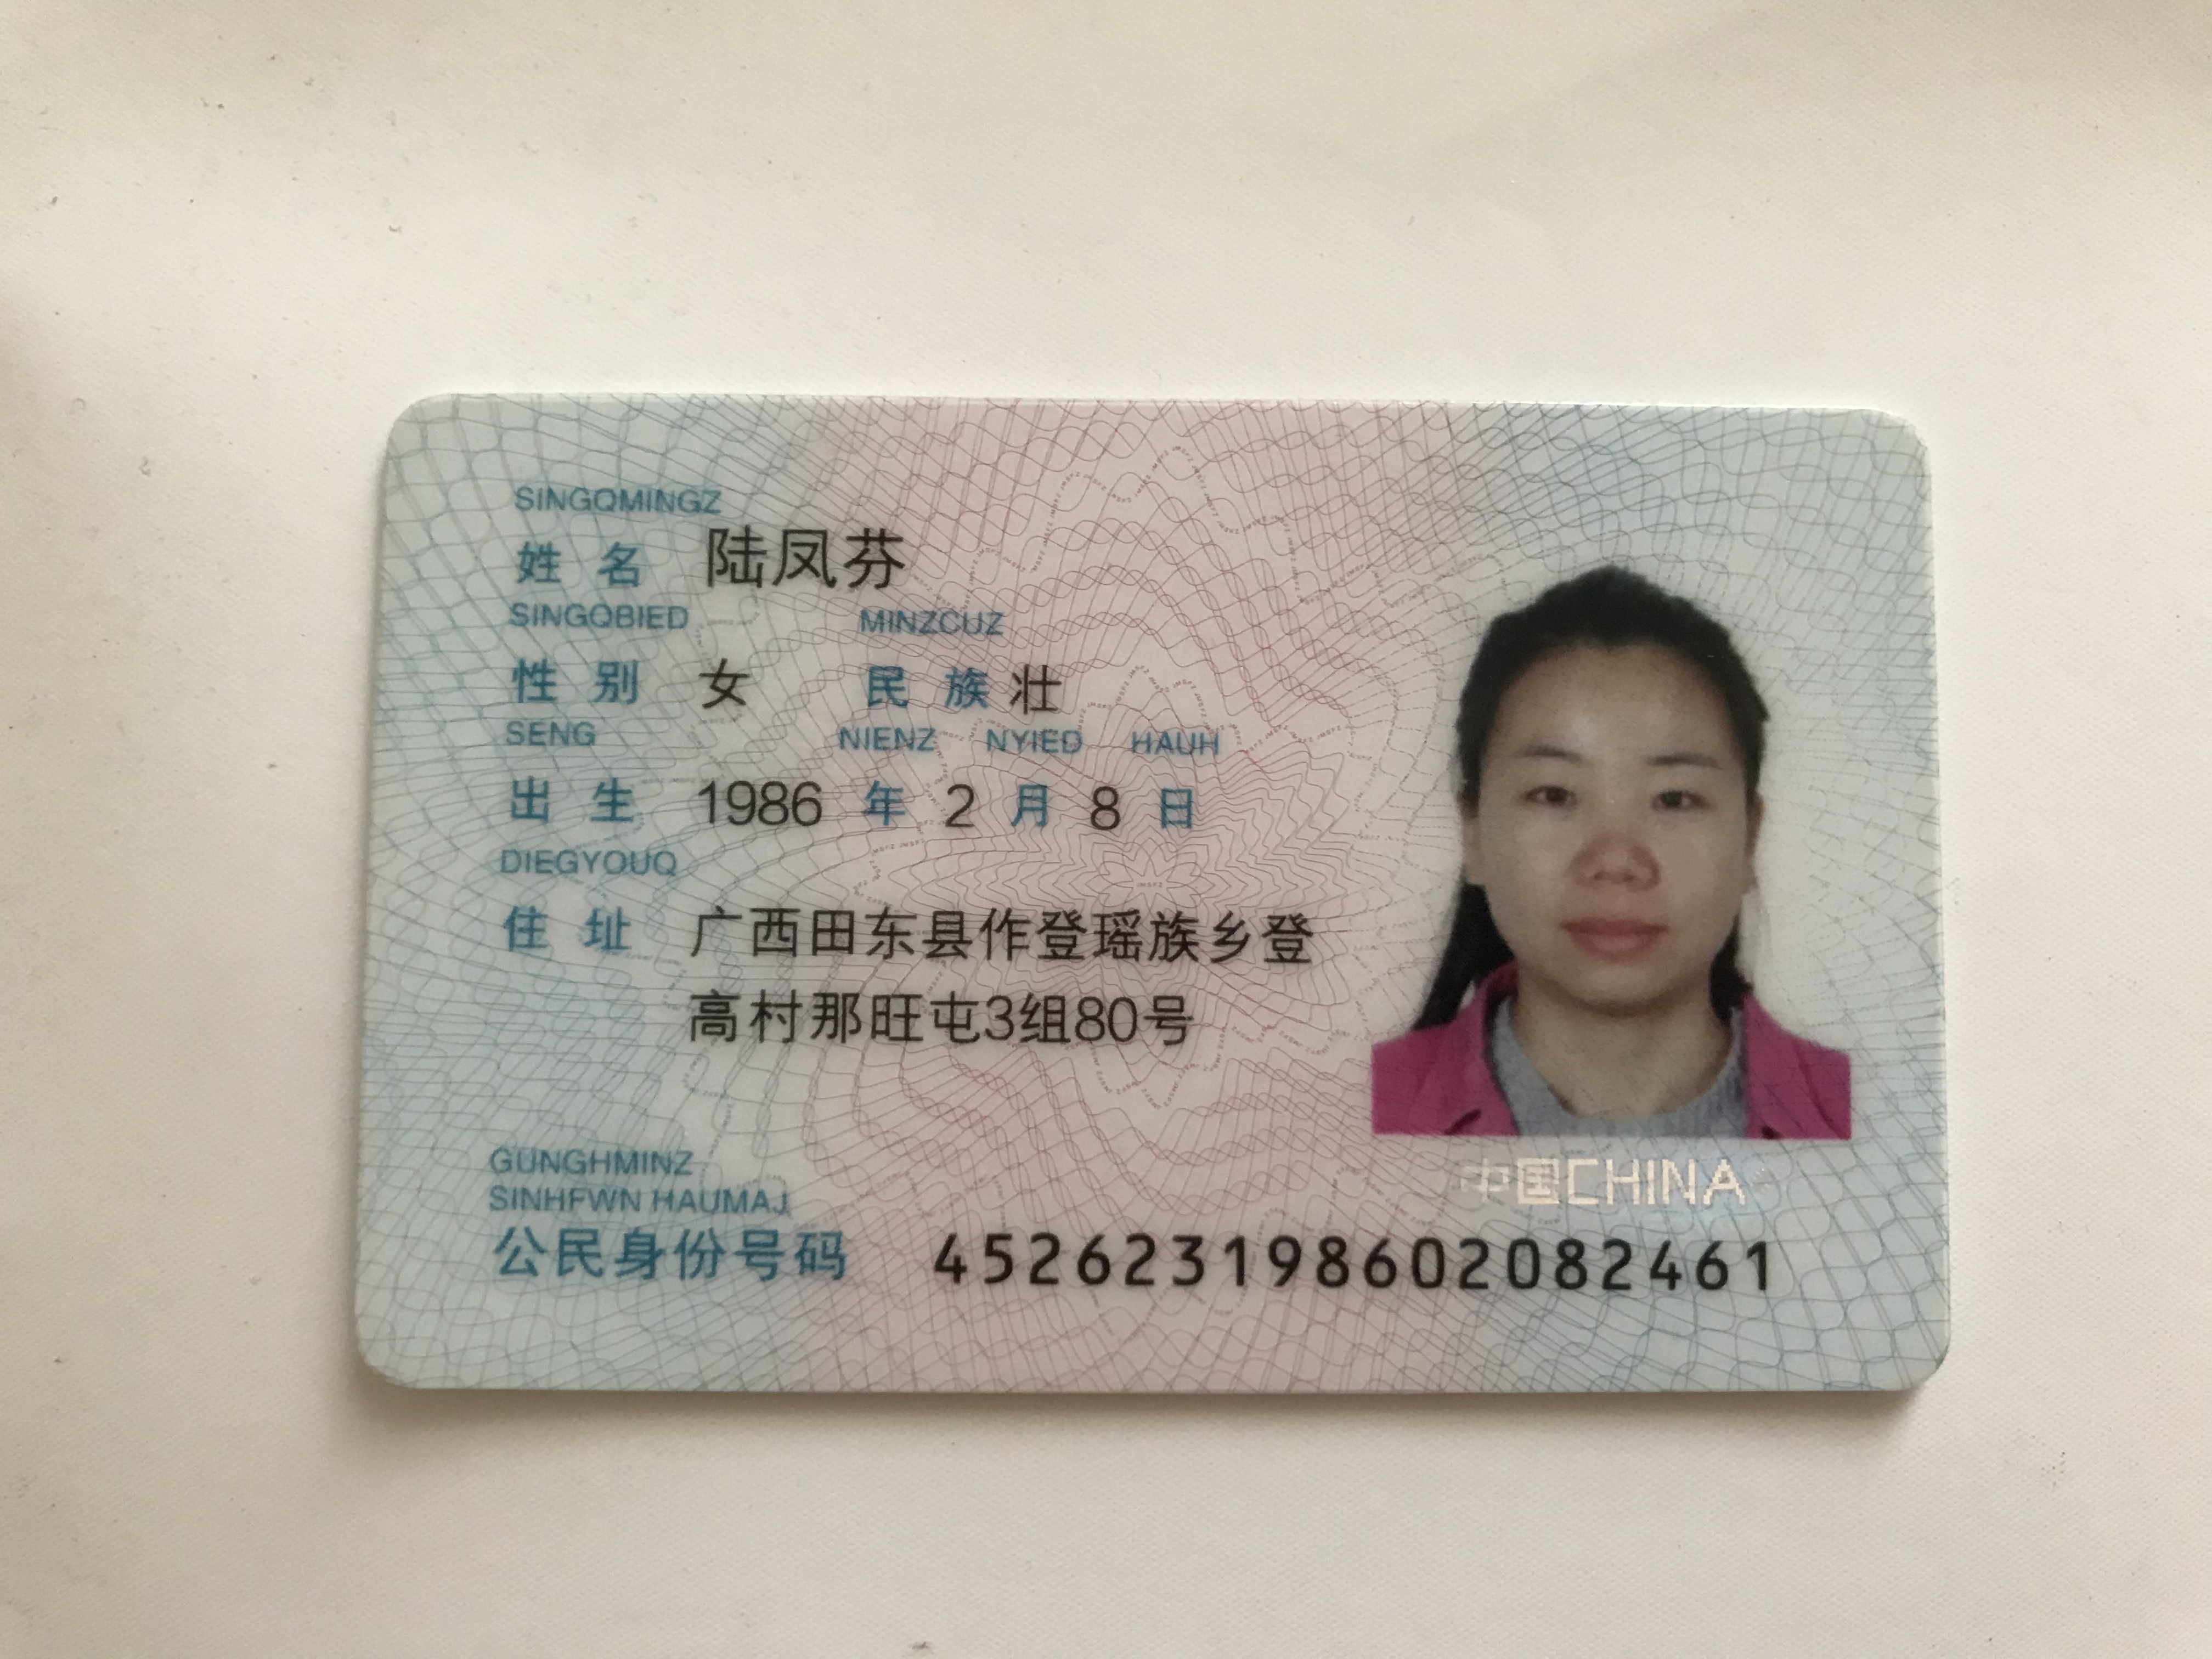 SINGQMINGZ
姓名 陆凤芬
SINGQBIED MINZCUZ
性别 女 民族 壮
SENG NIENZ NYIED HAUH
出生 1986 年 2 月 8 日
DIEGYOUQ
住址 广西田东县作登瑶族乡登
高村那旺屯3组80号
GUNGHMINZ
SINHFWN HAUMAJ
公民身份号码 452623198602082461
中国CHINA